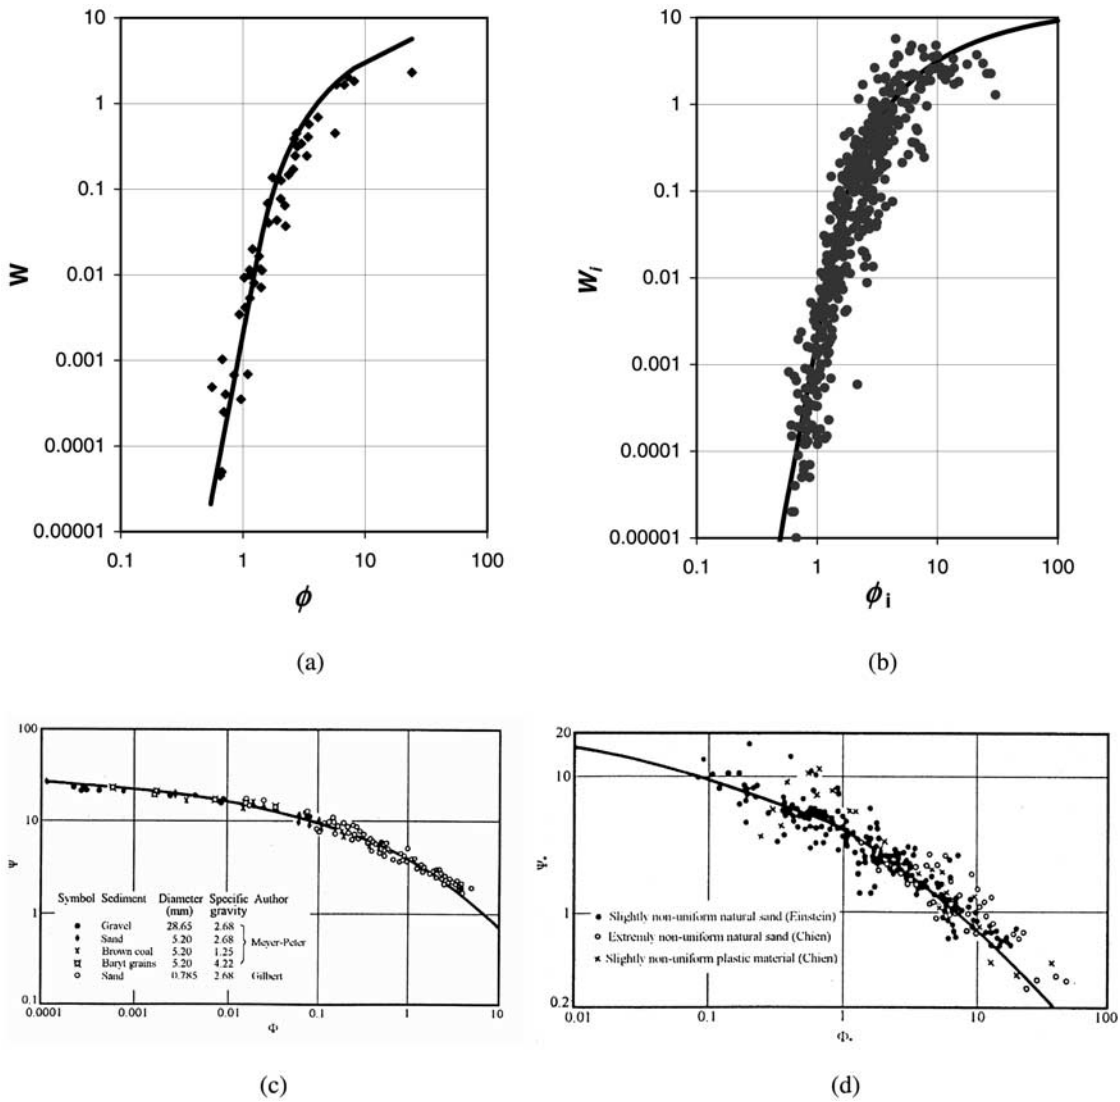 10
1
0.1
0.01
0.001
0.0001
0.00001
W
0.1
1
10
100
ϕ
(a)
10
1
0.1
0.01
0.001
0.0001
0.00001
Wi
0.1
1
10
100
ϕi
(b)
100
10
1
0.1
Ψ
Symbol Sediment Diameter Specific Author
(mm) gravity
Gravel 28.65 2.68
Sand 5.20 2.68
Meyer-Peter
Brown coal 5.20 1.25
Baryt grains 5.20 4.22
Sand 0.785 2.68 Gilbert
0.0001
0.001
0.01
0.1
1
10
Φ
(c)
20
10
1
0.2
Ψ*
Slightly non-uniform natural sand (Einstein)
Extremly non-uniform natural sand (Chien)
Slightly non-uniform plastic material (Chien)
0.01
0.1
1
10
100
Φ*
(d)